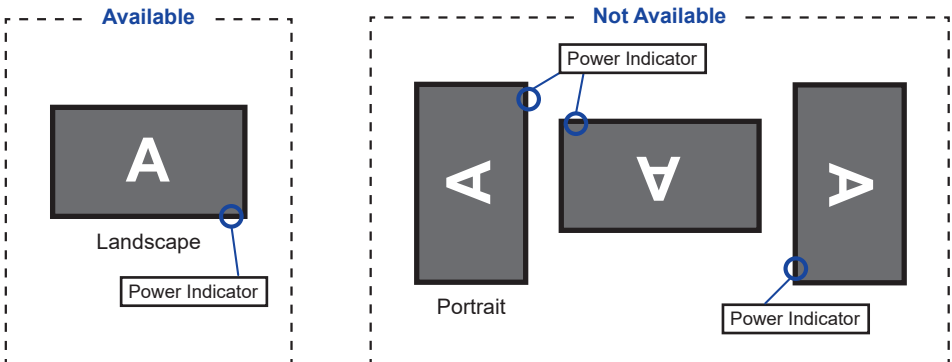 Available
A
Landscape
Power Indicator
Not Available
Power Indicator
A
A
A
Portrait
Power Indicator